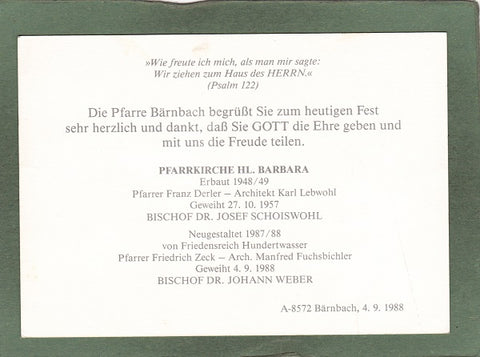 »Wie freute ich mich, als man mir sagte:
Wir ziehen zum Haus des HERRN.«
(Psalm 122)
Die Pfarre Bärnbach begrüßt Sie zum heutigen Fest
sehr herzlich und dankt, daß Sie GOTT die Ehre geben und
mit uns die Freude teilen.
PFARRKIRCHE HL. BARBARA
Erbaut 1948/49
Pfarrer Franz Derler – Architekt Karl Lebwohl
Geweiht 27. 10. 1957
BISCHOF DR. JOSEF SCHOISWOHL
Neugestaltet 1987/88
von Friedensreich Hundertwasser
Pfarrer Friedrich Zeck – Arch. Manfred Fuchsbichler
Geweiht 4. 9. 1988
BISCHOF DR. JOHANN WEBER
A-8572 Bärnbach, 4. 9. 1988